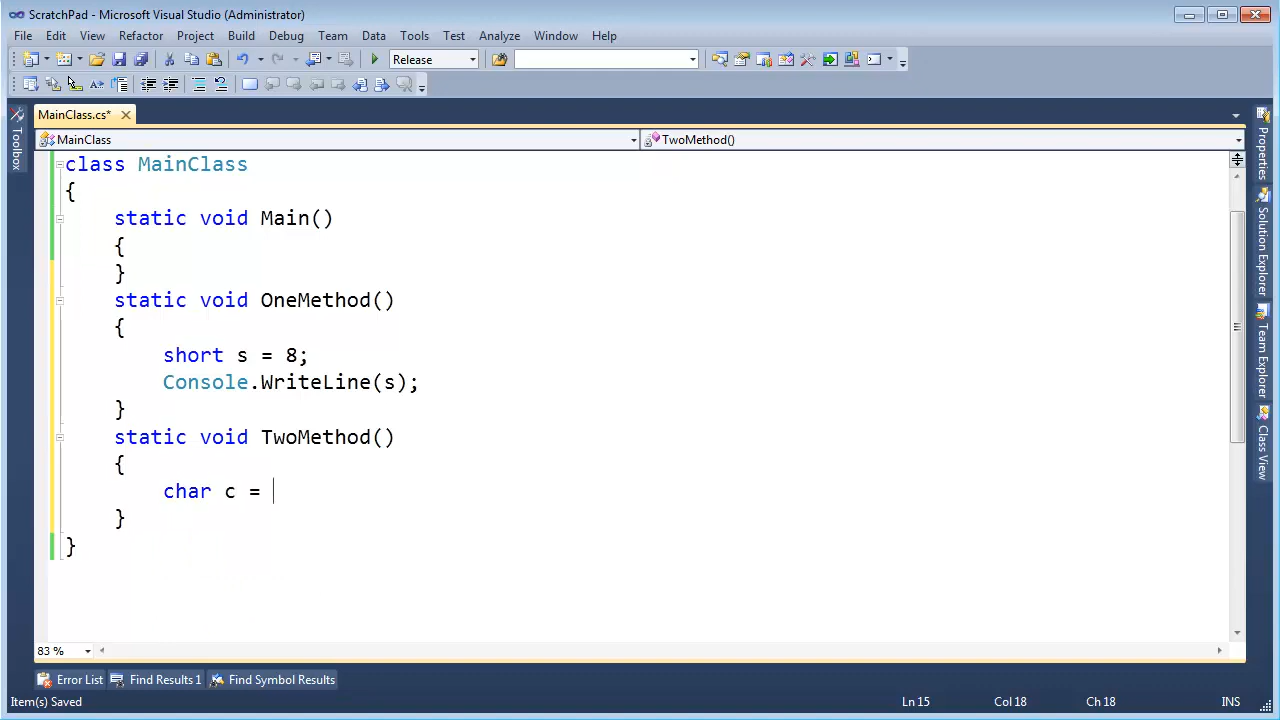 ScratchPad - Microsoft Visual Studio (Administrator)
File Edit View Refactor Project Build Debug Team Data Tools Test Analyze Window Help
Release
MainClass.cs*
MainClass TwoMethod()
class MainClass
{
static void Main()
{
}
static void OneMethod()
{
short s = 8;
Console.WriteLine(s);
}
static void TwoMethod()
{
char c =
}
}
83 %
Error List Find Results 1 Find Symbol Results
Item(s) Saved Ln 15 Col 18 Ch 18 INS
Toolbox
Properties
Solution Explorer
Team Explorer
Class View